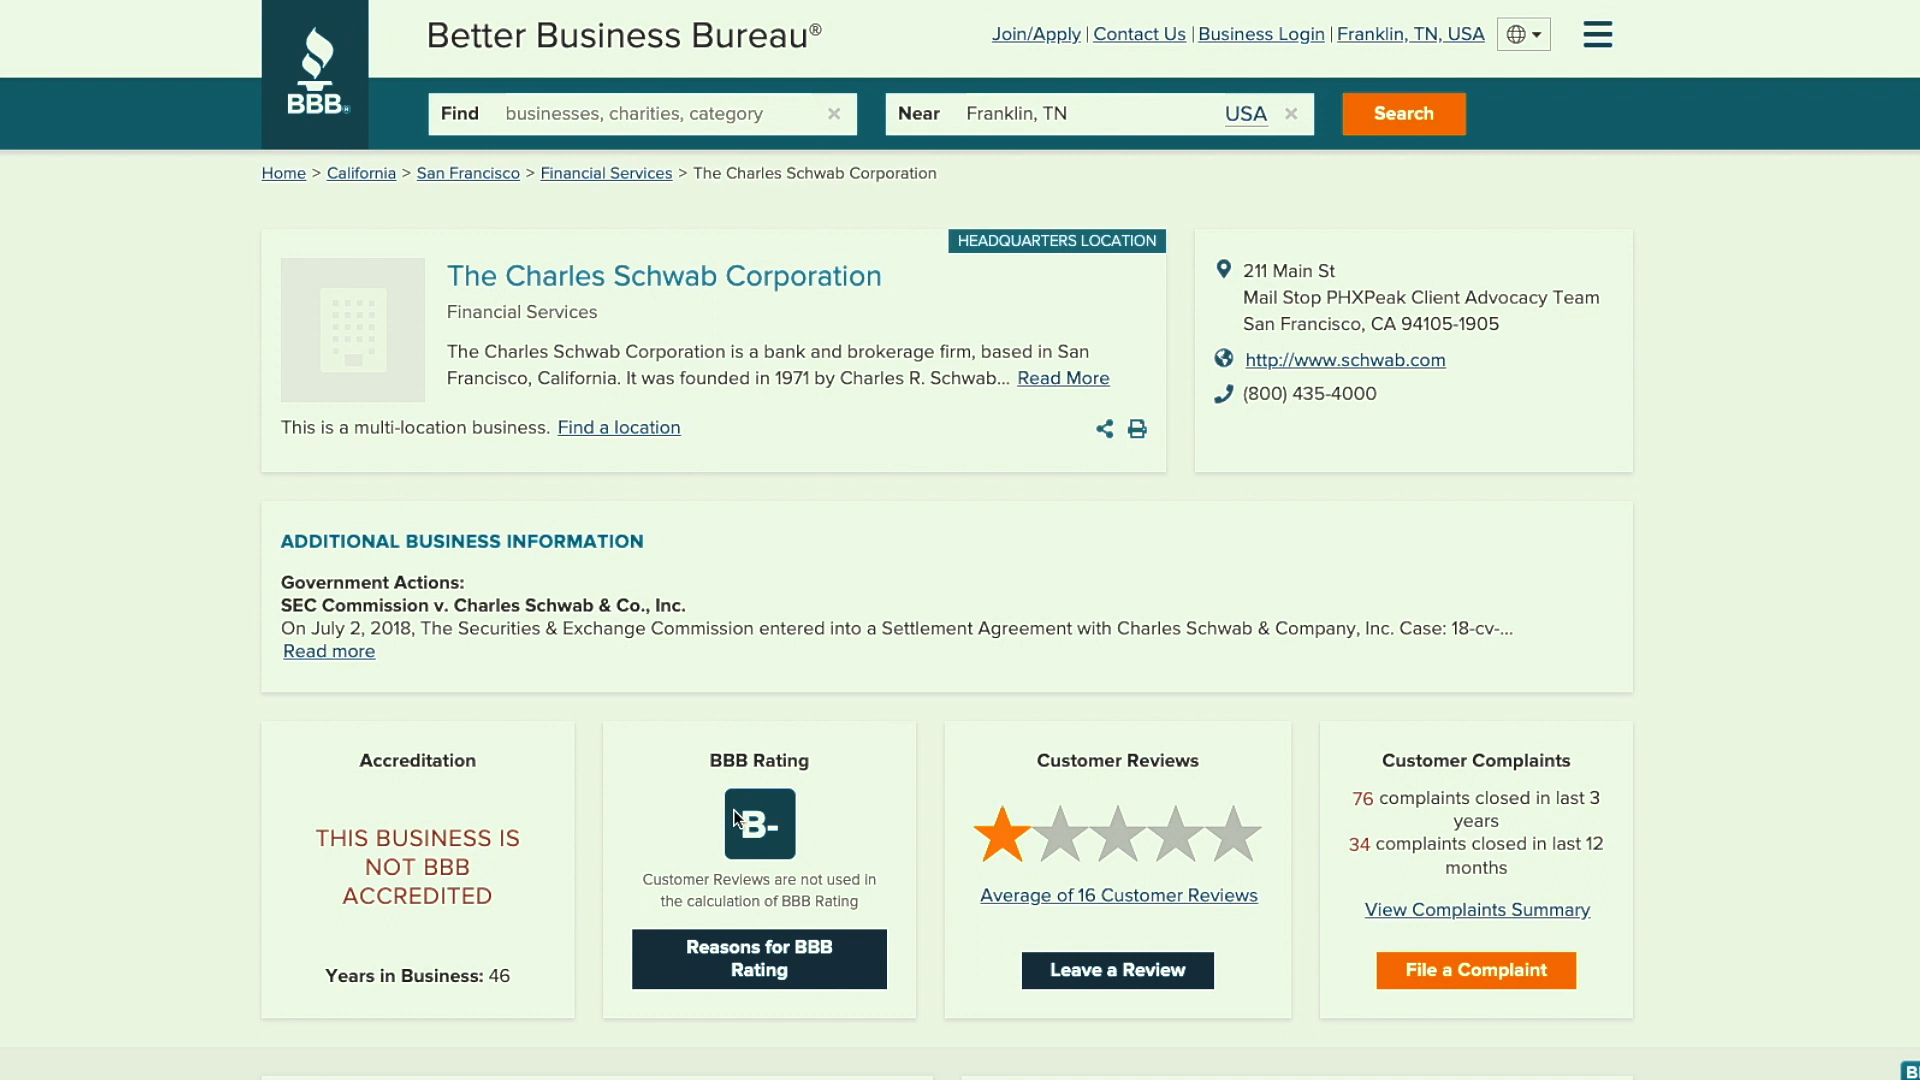 Better Business Bureau®
Join/Apply | Contact Us | Business Login | Franklin, TN, USA
BBB®
Find businesses, charities, category
Near Franklin, TN USA
Search
Home > California > San Francisco > Financial Services > The Charles Schwab Corporation
HEADQUARTERS LOCATION
The Charles Schwab Corporation
Financial Services
The Charles Schwab Corporation is a bank and brokerage firm, based in San
Francisco, California. It was founded in 1971 by Charles R. Schwab... Read More
This is a multi-location business. Find a location
211 Main St
Mail Stop PHXPeak Client Advocacy Team
San Francisco, CA 94105-1905
http://www.schwab.com
(800) 435-4000
ADDITIONAL BUSINESS INFORMATION
Government Actions:
SEC Commission v. Charles Schwab & Co., Inc.
On July 2, 2018, The Securities & Exchange Commission entered into a Settlement Agreement with Charles Schwab & Company, Inc. Case: 18-cv-...
Read more
Accreditation
THIS BUSINESS IS
NOT BBB
ACCREDITED
Years in Business: 46
BBB Rating
B-
Customer Reviews are not used in
the calculation of BBB Rating
Reasons for BBB
Rating
Customer Reviews
Average of 16 Customer Reviews
Leave a Review
Customer Complaints
76 complaints closed in last 3
years
34 complaints closed in last 12
months
View Complaints Summary
File a Complaint